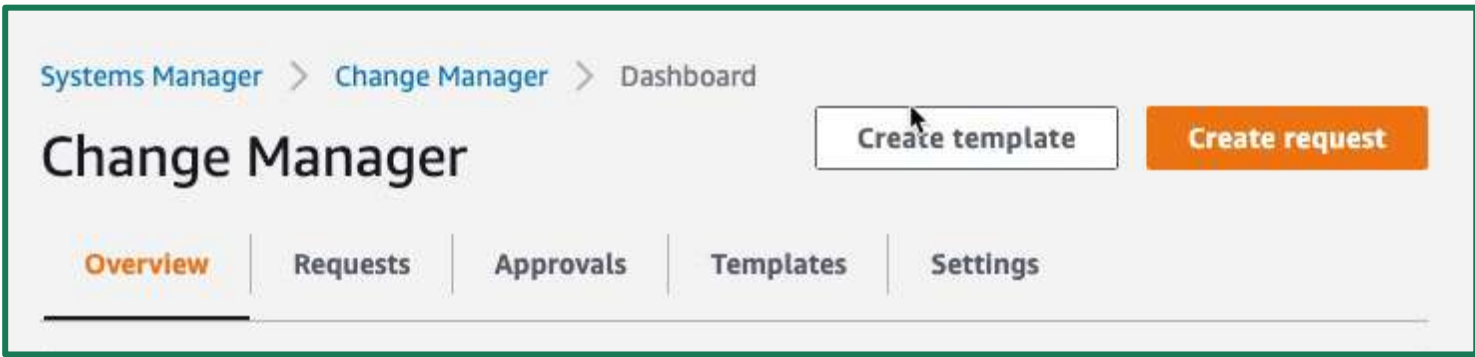 Systems Manager > Change Manager > Dashboard
Change Manager
Create template
Create request
Overview
Requests
Approvals
Templates
Settings